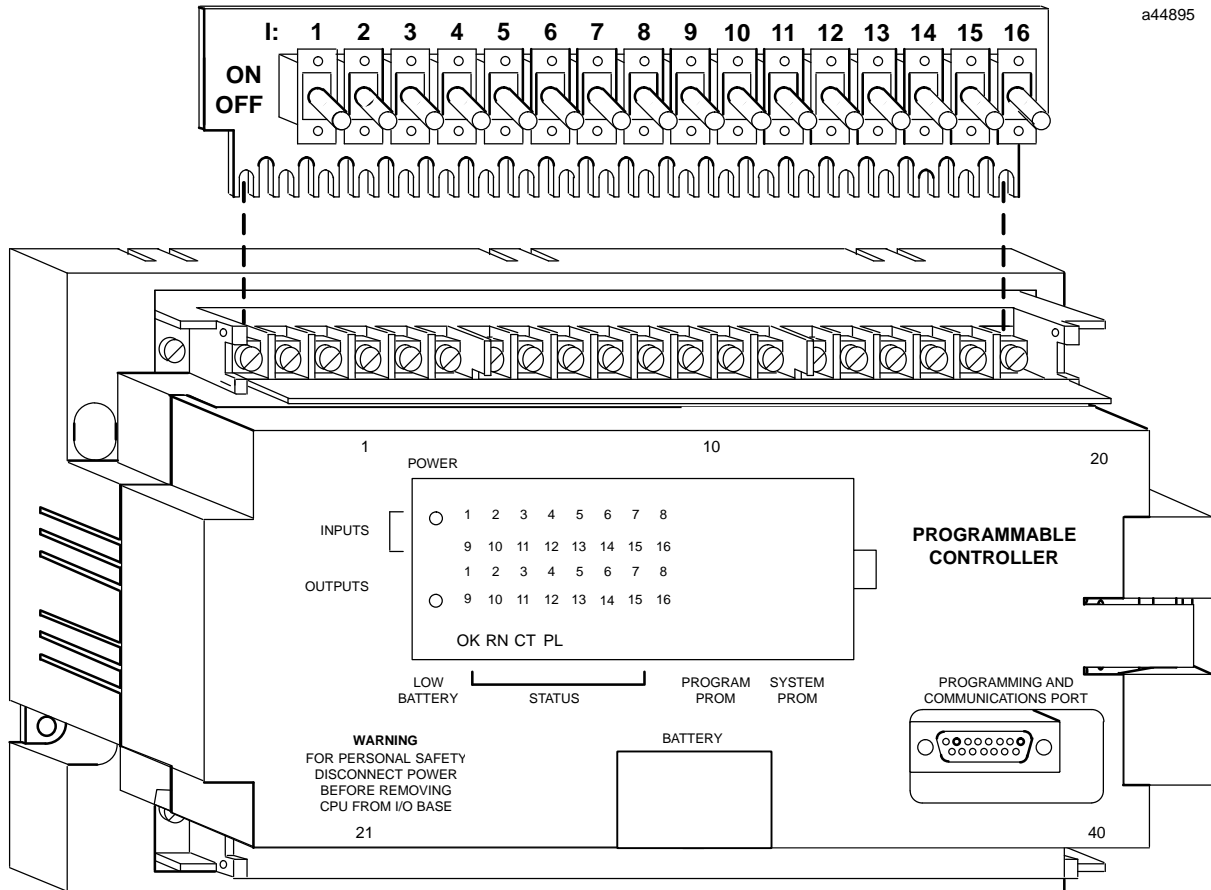 a44895
I: 1 2 3 4 5 6 7 8 9 10 11 12 13 14 15 16
ON
OFF
1 10 20
POWER
INPUTS
1 2 3 4 5 6 7 8
9 10 11 12 13 14 15 16
OUTPUTS
1 2 3 4 5 6 7 8
9 10 11 12 13 14 15 16
OK RN CT PL
PROGRAMMABLE
CONTROLLER
LOW
BATTERY
STATUS
PROGRAM
PROM
SYSTEM
PROM
PROGRAMMING AND
COMMUNICATIONS PORT
WARNING
FOR PERSONAL SAFETY
DISCONNECT POWER
BEFORE REMOVING
CPU FROM I/O BASE
BATTERY
21 40